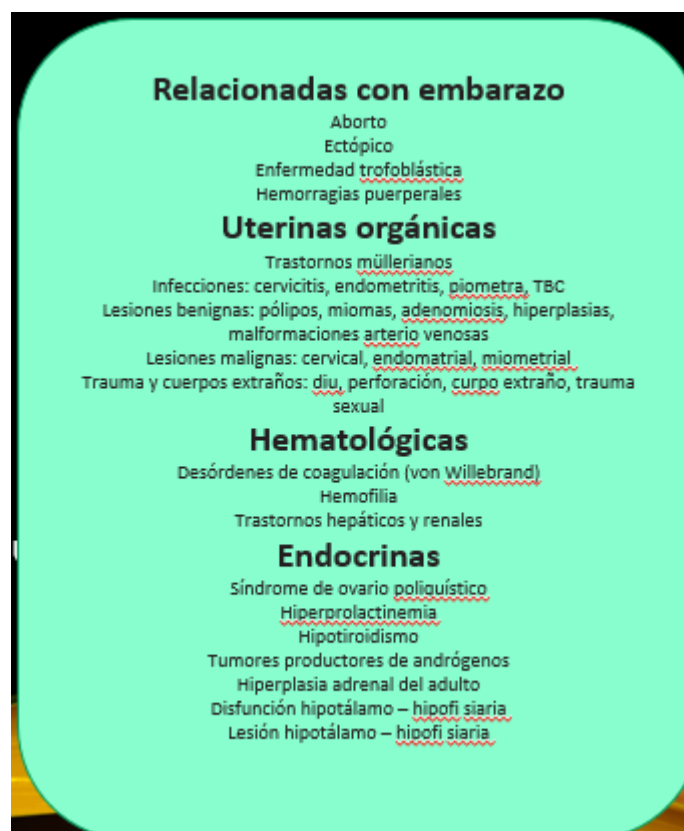 Relacionadas con embarazo
Aborto
Ectópico
Enfermedad trofoblástica
Hemorragias puerperales
Uterinas orgánicas
Trastornos müllerianos
Infecciones: cervicitis, endometritis, piometra, TBC
Lesiones benignas: pólipos, miomas, adenomiosis, hiperplasias,
malformaciones arterio venosas
Lesiones malignas: cervical, endomatrial, miometrial
Trauma y cuerpos extraños: diu, perforación, curpo extraño, trauma
sexual
Hematológicas
Desórdenes de coagulación (von Willebrand)
Hemofilia
Trastornos hepáticos y renales
Endocrinas
Síndrome de ovario poliquístico
Hiperprolactinemia
Hipotiroidismo
Tumores productores de andrógenos
Hiperplasia adrenal del adulto
Disfunción hipotálamo – hipofi siaria
Lesión hipotálamo – hipofi siaria